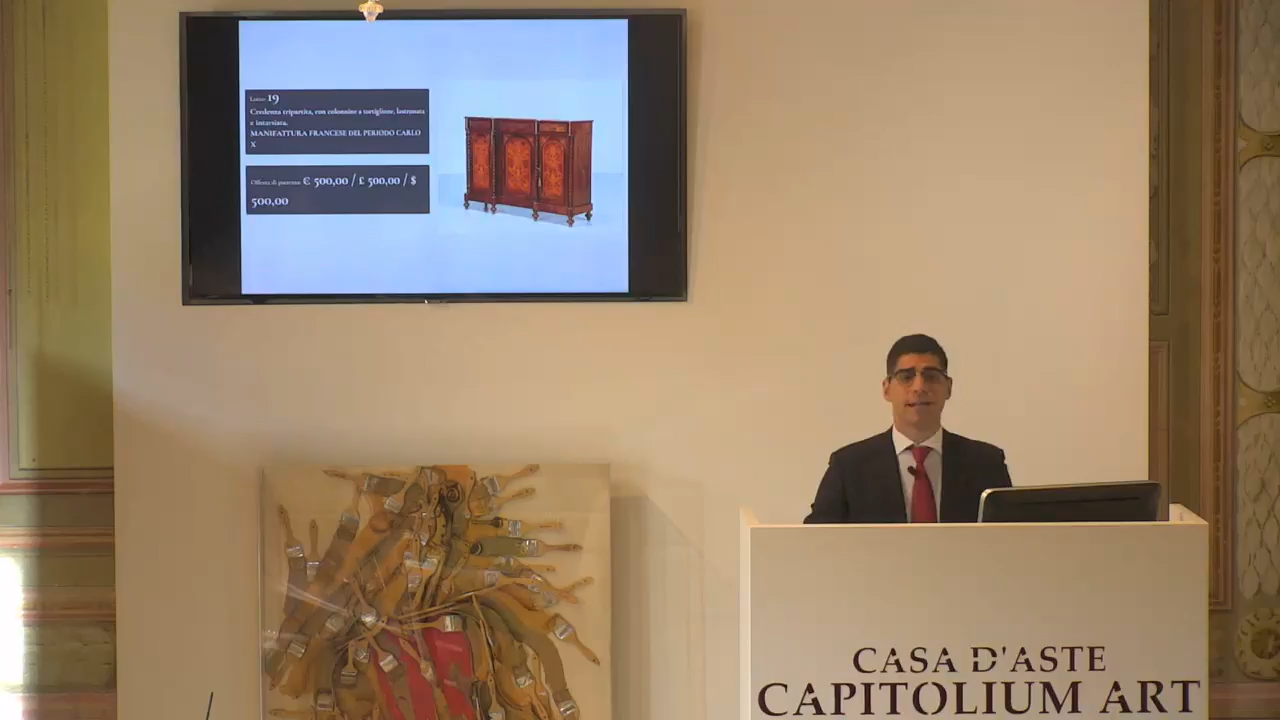 Lotto: 19
Credenza tripartita, con colonnine a tortiglione, lastronata
e intarsiata.
MANIFATTURA FRANCESE DEL PERIODO CARLO
X
Offerta di partenza: € 500,00 / £ 500,00 / $
500,00
CASA D'ASTE
CAPITOLIUM ART